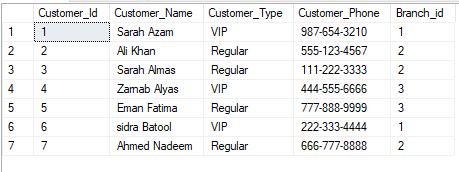 Customer_Id Customer_Name Customer_Type Customer_Phone Branch_id
1 1 Sarah Azam VIP 987-654-3210 1
2 2 Ali Khan Regular 555-123-4567 2
3 3 Sarah Almas Regular 111-222-3333 2
4 4 Zarnab Alyas VIP 444-555-6666 3
5 5 Eman Fatima Regular 777-888-9999 3
6 6 sidra Batool VIP 222-333-4444 1
7 7 Ahmed Nadeem Regular 666-777-8888 2